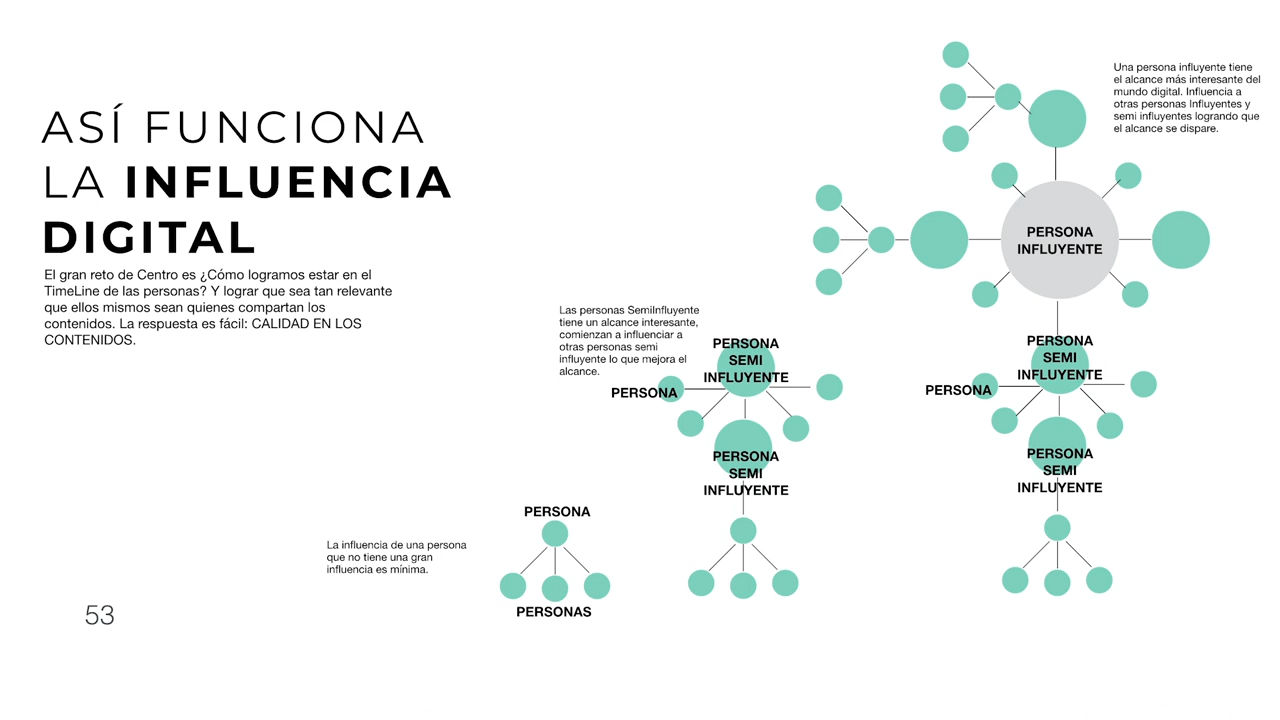 ASÍ FUNCIONA
LA INFLUENCIA
DIGITAL
El gran reto de Centro es ¿Cómo logramos estar en el
TimeLine de las personas? Y lograr que sea tan relevante
que ellos mismos sean quienes compartan los
contenidos. La respuesta es fácil: CALIDAD EN LOS
CONTENIDOS.
La influencia de una persona
que no tiene una gran
influencia es mínima.
PERSONA
PERSONAS
Las personas SemiInfluyente
tiene un alcance interesante,
comienzan a influenciar a
otras personas semi
influyente lo que mejora el
alcance.
PERSONA
SEMI
INFLUYENTE
PERSONA
PERSONA
SEMI
INFLUYENTE
Una persona influyente tiene
el alcance más interesante del
mundo digital. Influencia a
otras personas Influyentes y
semi influyentes logrando que
el alcance se dispare.
PERSONA
INFLUYENTE
PERSONA
SEMI
INFLUYENTE
PERSONA
PERSONA
SEMI
INFLUYENTE
53